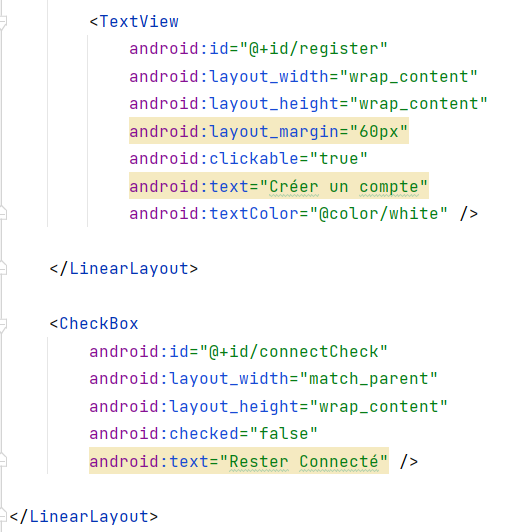 <TextView
android:id="@+id/register"
android:layout_width="wrap_content"
android:layout_height="wrap_content"
android:layout_margin="60px"
android:clickable="true"
android:text="Créer un compte"
android:textColor="@color/white" />
</LinearLayout>
<CheckBox
android:id="@+id/connectCheck"
android:layout_width="match_parent"
android:layout_height="wrap_content"
android:checked="false"
android:text="Rester Connecté" />
</LinearLayout>